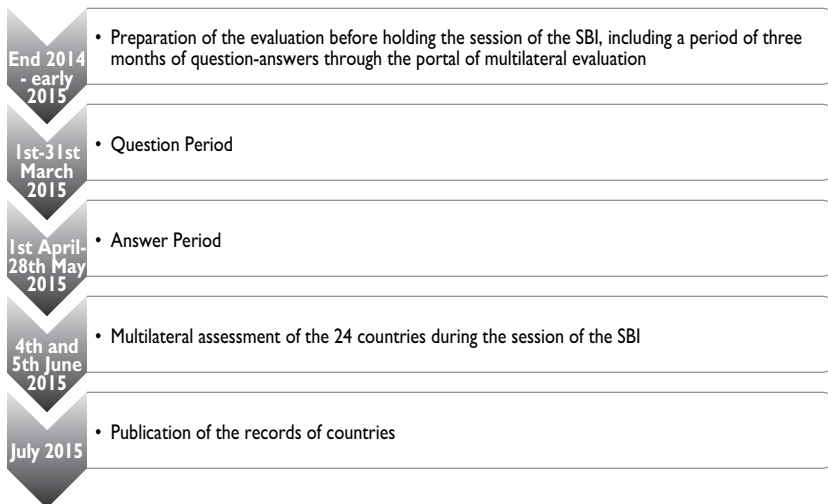 End 2014
- early
2015
• Preparation of the evaluation before holding the session of the SBI, including a period of three
months of question-answers through the portal of multilateral evaluation
1st-31st
March
2015
• Question Period
1st April-
28th May
2015
• Answer Period
4th and
5th June
2015
• Multilateral assessment of the 24 countries during the session of the SBI
July 2015
• Publication of the records of countries